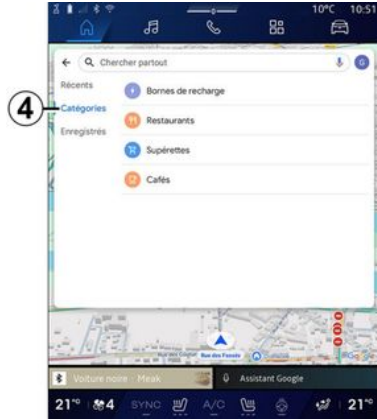 10°C 10:51
Chercher partout
G
Récents
Catégories
Enregistrés
Bornes de recharge
Restaurants
Supérettes
Cafés
4
Rue des Fossés
Voiture noire - Meak
Assistant Google
21° 4 SYNC A/C 21°